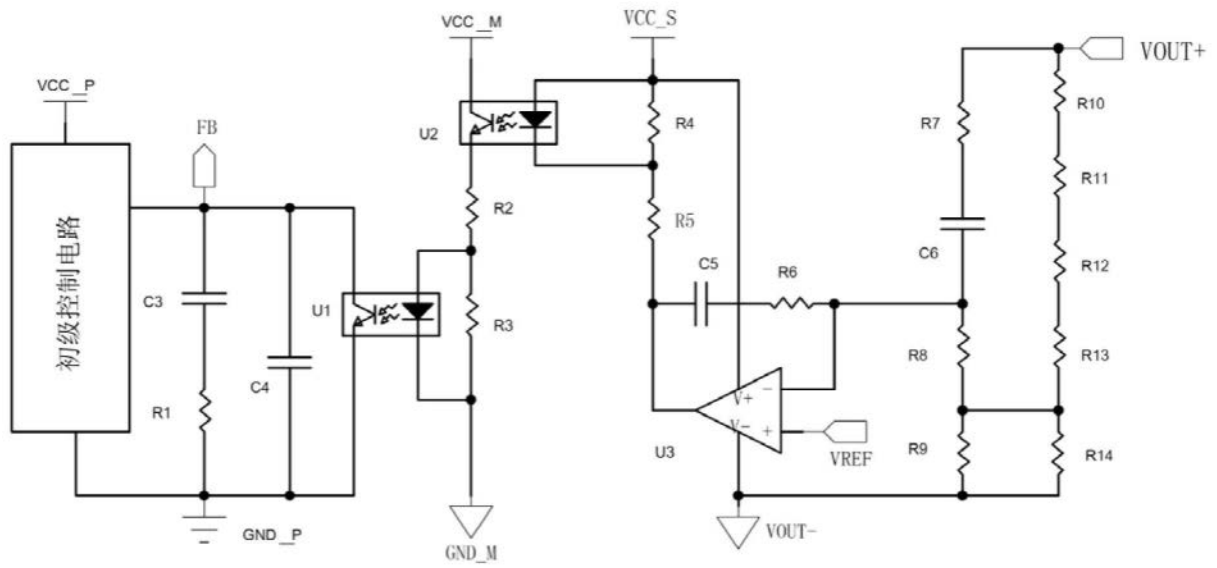 VCC_M
VCC_S
VOUT+
VCC_P
FB
U2
R4
R7
R10
R11
初级控制电路
R2
R5
C5
R6
C6
R12
C3
U1
R3
R8
R13
C4
R1
V+
-
V-
+
U3
VREF
R9
R14
GND_P
GND_M
VOUT-